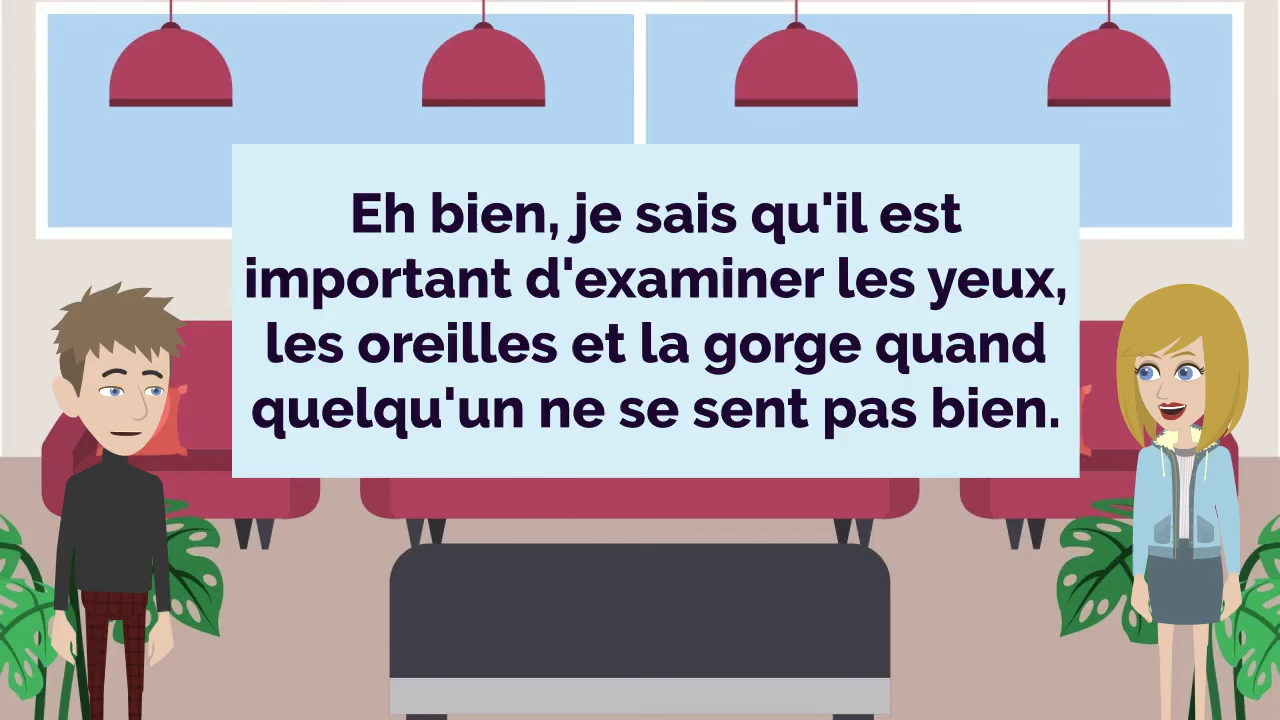 Eh bien, je sais qu'il est
important d'examiner les yeux,
les oreilles et la gorge quand
quelqu'un ne se sent pas bien.